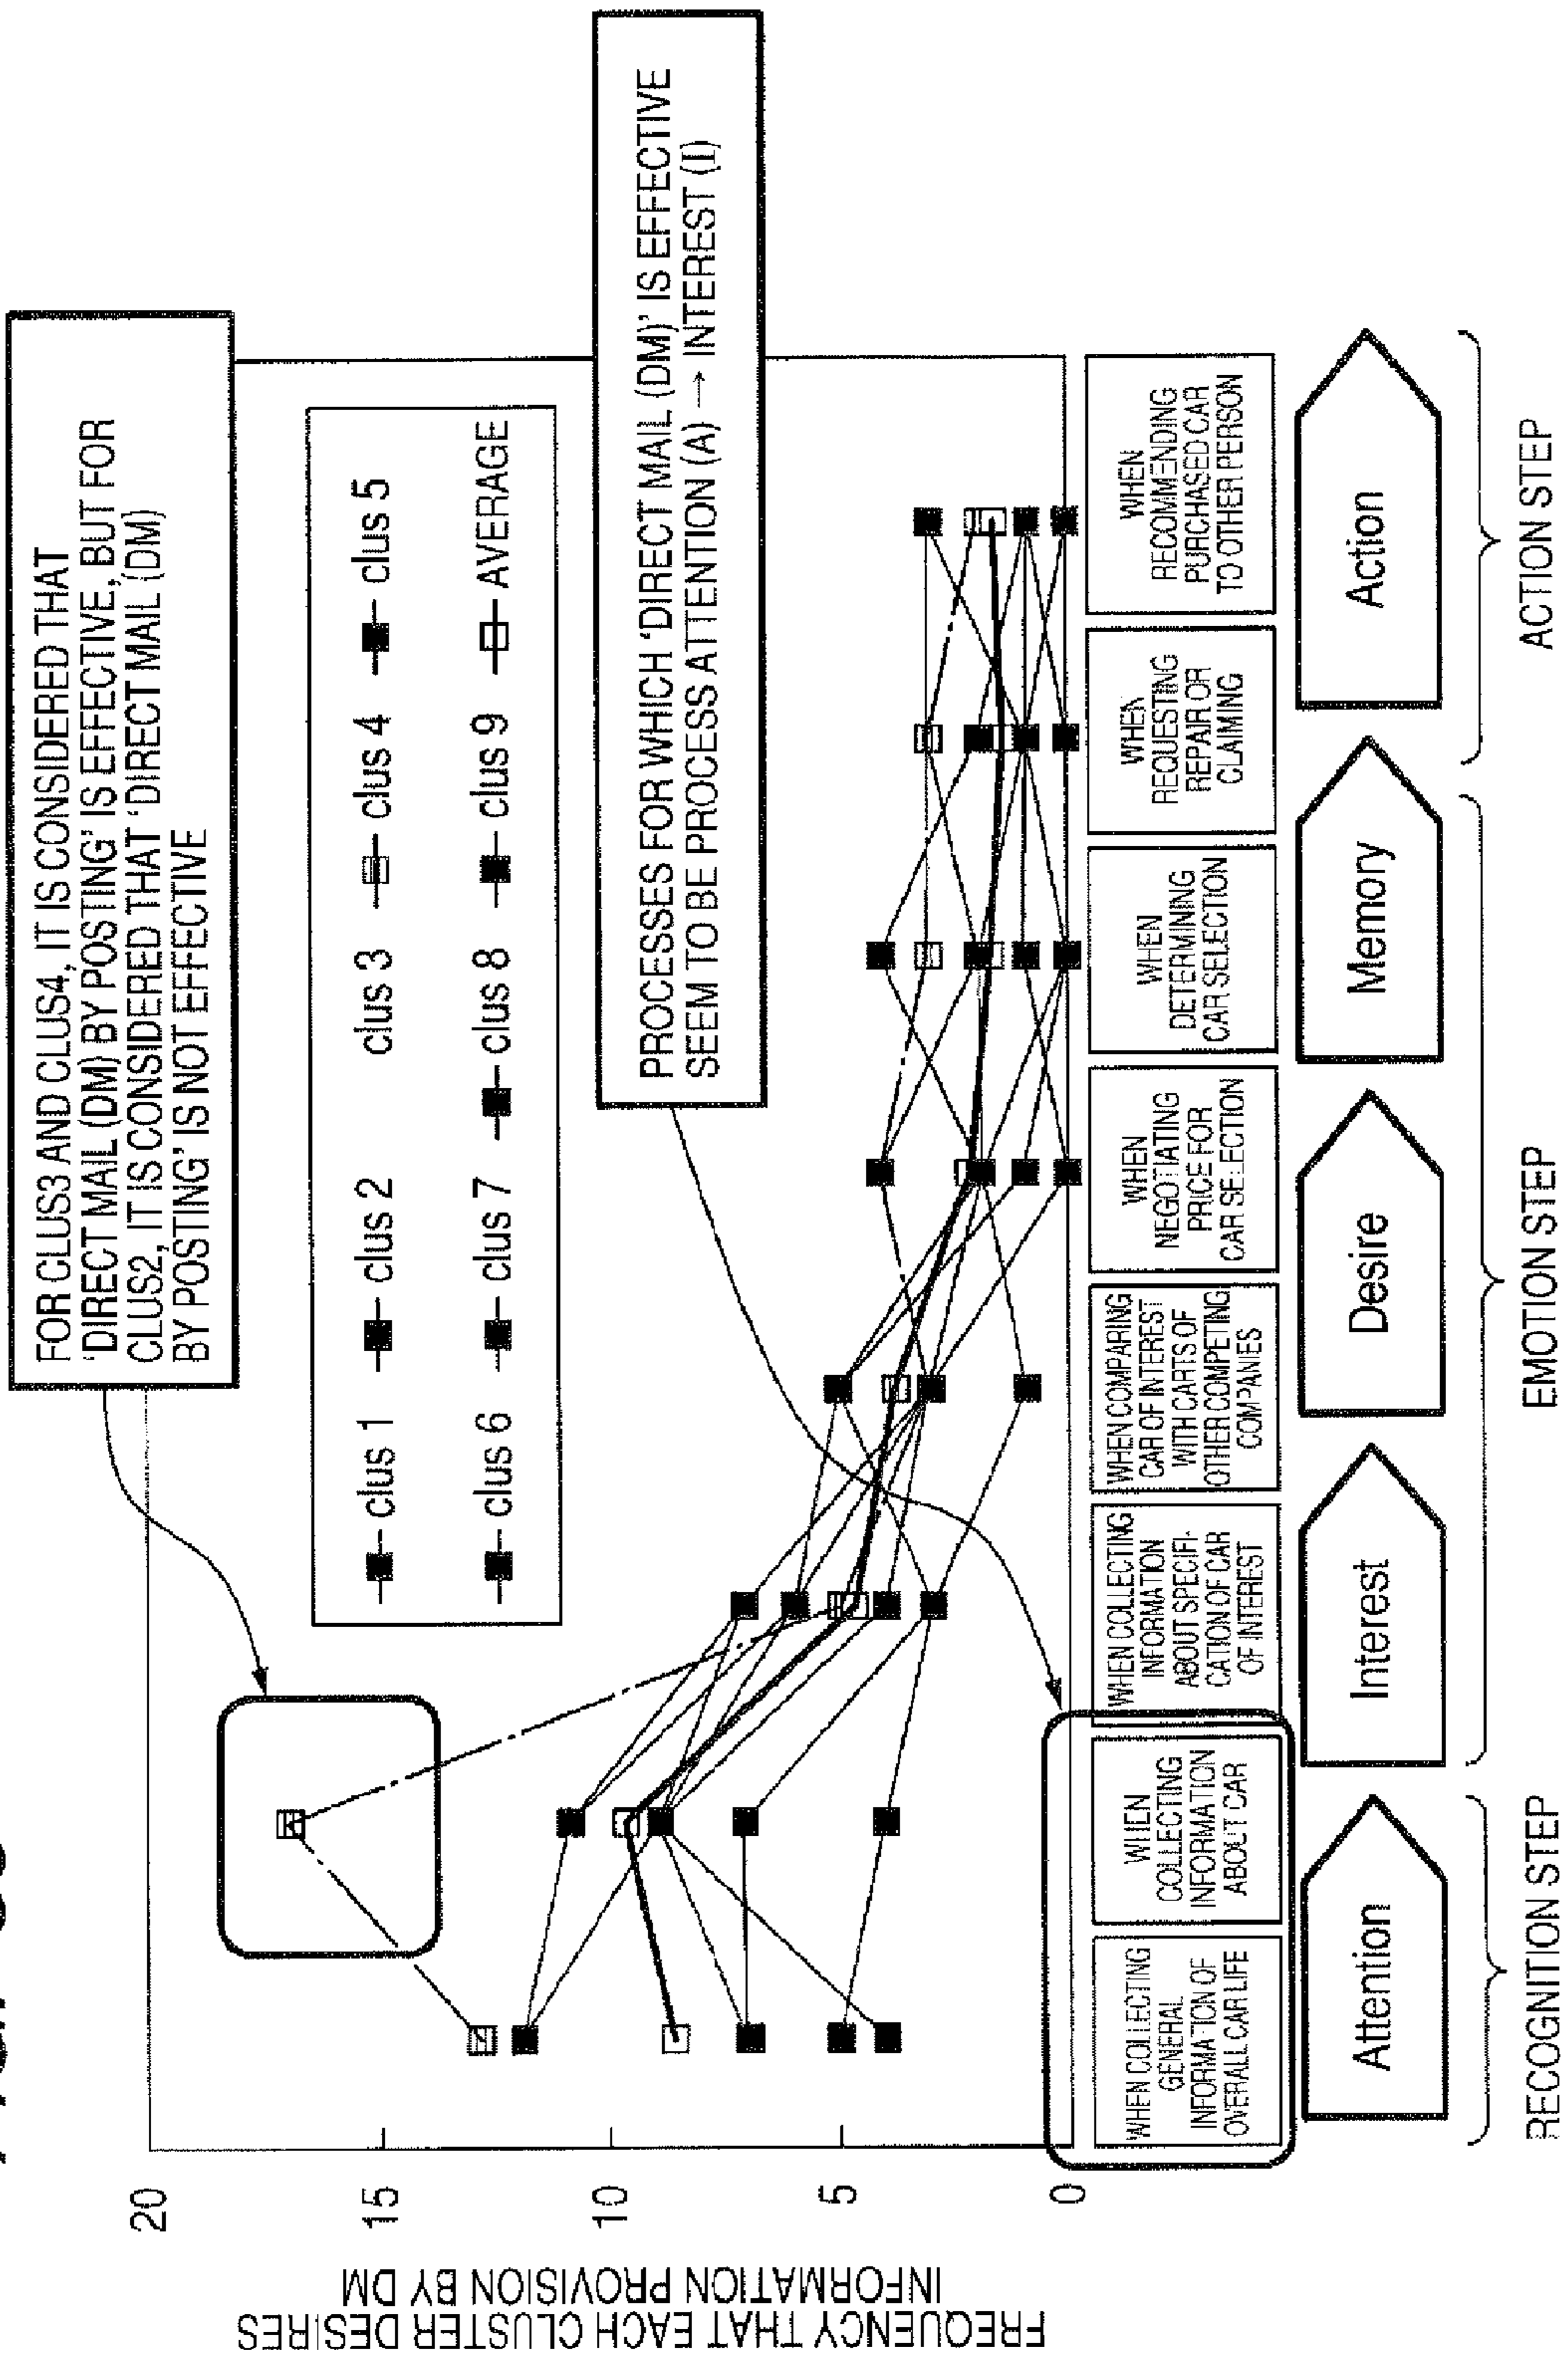 FOR CLUS3 AND CLUS4, IT IS CONSIDERED THAT
'DIRECT MAIL (DM) BY POSTING' IS EFFECTIVE, BUT FOR
CLUS2, IT IS CONSIDERED THAT 'DIRECT MAIL (DM)
BY POSTING' IS NOT EFFECTIVE
clus 1
clus 2
clus 3
clus 4
clus 5
clus 6
clus 7
clus 8
clus 9
AVERAGE
PROCESSES FOR WHICH 'DIRECT MAIL (DM)' IS EFFECTIVE
SEEM TO BE PROCESS ATTENTION (A) → INTEREST (I)
FREQUENCY THAT EACH CLUSTER DESIRES
INFORMATION PROVISION BY DM
20
15
10
5
0
WHEN COLLECTING
GENERAL
INFORMATION OF
OVERALL CAR LIFE
WHEN
COLLECTING
INFORMATION
ABOUT CAR
WHEN COLLECTING
INFORMATION
ABOUT SPECIFI-
CATION OF CAR
OF INTEREST
WHEN COMPARING
CAR OF INTEREST
WITH CARTS OF
OTHER COMPETING
COMPANIES
WHEN
NEGOTIATING
PRICE FOR
CAR SELECTION
WHEN
DETERMINING
CAR SELECTION
WHEN
REQUESTING
REPAIR OR
CLAIMING
WHEN
RECOMMENDING
PURCHASED CAR
TO OTHER PERSON
Attention
Interest
Desire
Memory
Action
RECOGNITION STEP
EMOTION STEP
ACTION STEP